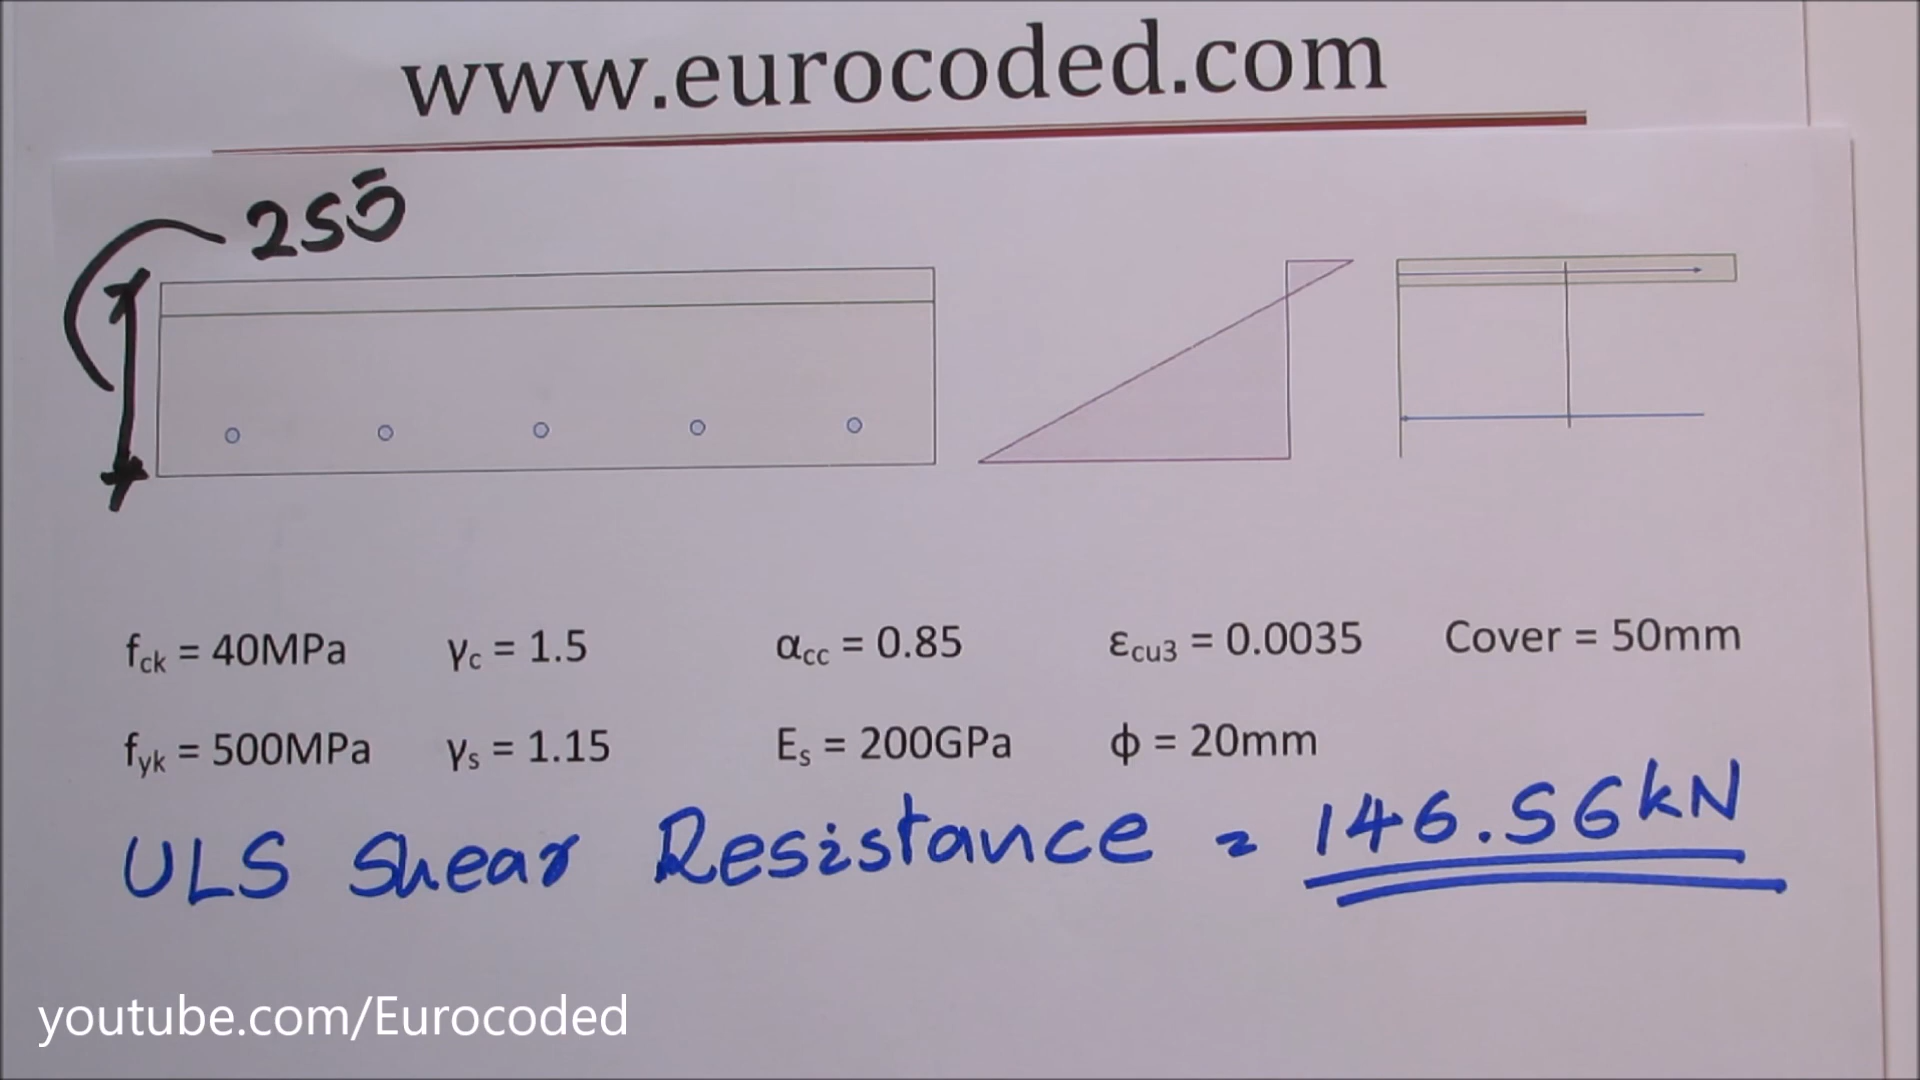 www.eurocoded.com
250
fck = 40MPa γc = 1.5 αcc = 0.85 εcu3 = 0.0035 Cover = 50mm
fyk = 500MPa γs = 1.15 Es = 200GPa ϕ = 20mm
ULS Shear Resistance = 146.56kN
youtube.com/Eurocoded